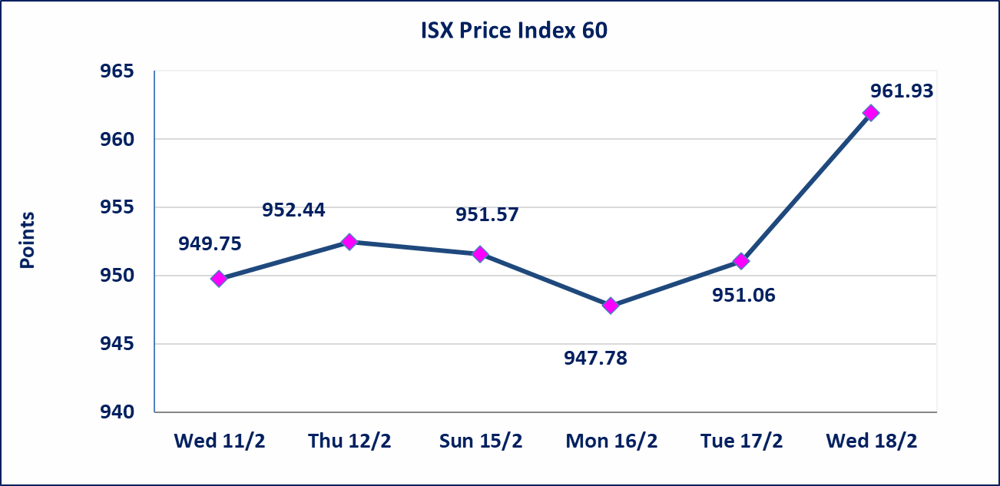 ISX Price Index 60
Points
965
960
955
950
945
940
949.75
952.44
951.57
947.78
951.06
961.93
Wed 11/2
Thu 12/2
Sun 15/2
Mon 16/2
Tue 17/2
Wed 18/2